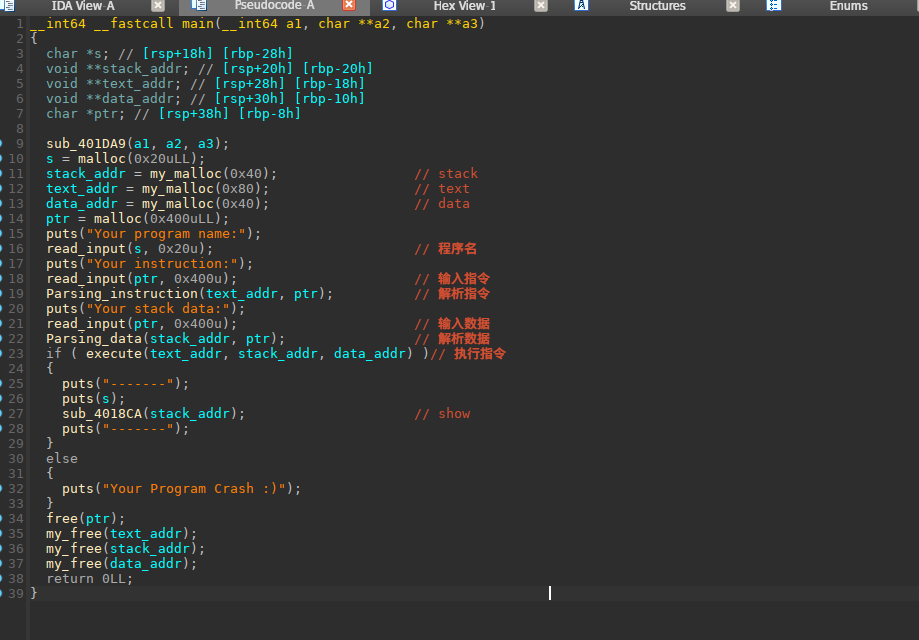 IDA View-A Pseudocode-A Hex View-1 Structures Enums
1 __int64 __fastcall main(__int64 a1, char **a2, char **a3)
2 {
3 char *s; // [rsp+18h] [rbp-28h]
4 void **stack_addr; // [rsp+20h] [rbp-20h]
5 void **text_addr; // [rsp+28h] [rbp-18h]
6 void **data_addr; // [rsp+30h] [rbp-10h]
7 char *ptr; // [rsp+38h] [rbp-8h]
8
9 sub_401DA9(a1, a2, a3);
10 s = malloc(0x20uLL);
11 stack_addr = my_malloc(0x40); // stack
12 text_addr = my_malloc(0x80); // text
13 data_addr = my_malloc(0x40); // data
14 ptr = malloc(0x400uLL);
15 puts("Your program name:");
16 read_input(s, 0x20u); // 程序名
17 puts("Your instruction:");
18 read_input(ptr, 0x400u); // 输入指令
19 Parsing_instruction(text_addr, ptr); // 解析指令
20 puts("Your stack data:");
21 read_input(ptr, 0x400u); // 输入数据
22 Parsing_data(stack_addr, ptr); // 解析数据
23 if ( execute(text_addr, stack_addr, data_addr) )// 执行指令
24 {
25 puts("-------");
26 puts(s);
27 sub_4018CA(stack_addr); // show
28 puts("-------");
29 }
30 else
31 {
32 puts("Your Program Crash :)");
33 }
34 free(ptr);
35 my_free(text_addr);
36 my_free(stack_addr);
37 my_free(data_addr);
38 return 0LL;
39 }